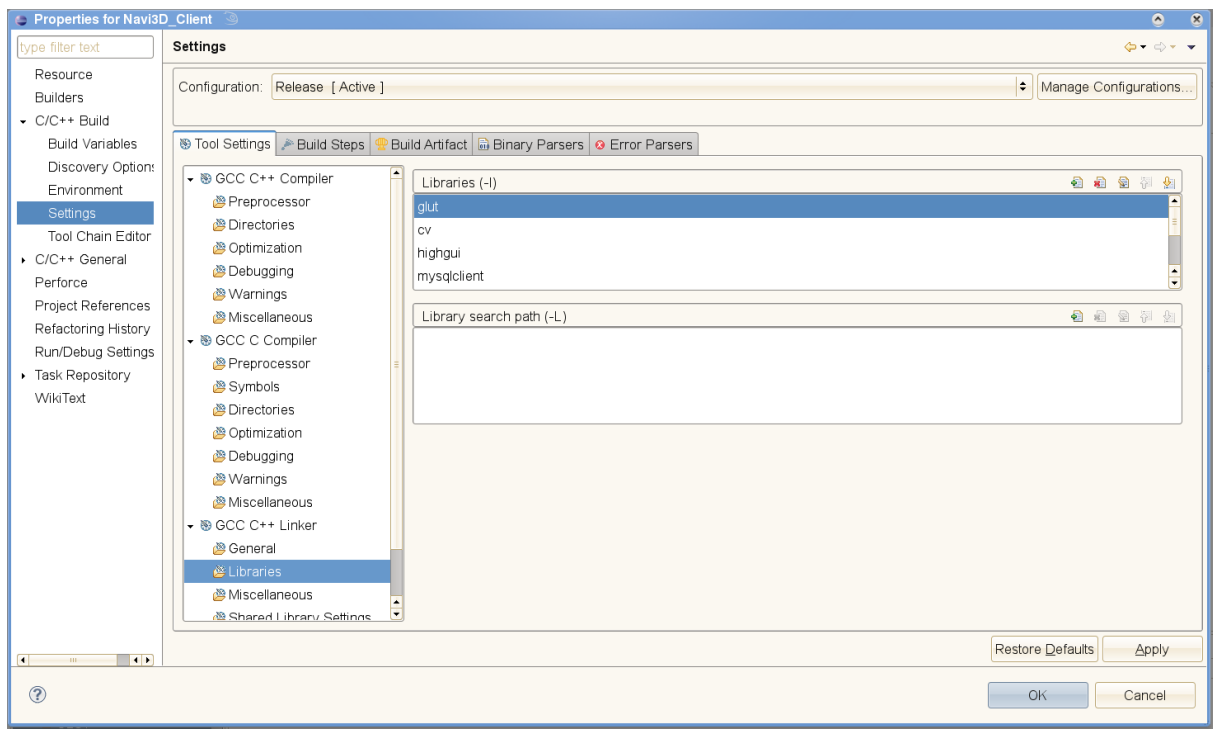 Properties for Navi3D_Client
type filter text
Settings
Resource
Builders
C/C++ Build
Build Variables
Discovery Options
Environment
Settings
Tool Chain Editor
C/C++ General
Perforce
Project References
Refactoring History
Run/Debug Settings
Task Repository
WikiText
Configuration:
Release [ Active ]
Manage Configurations...
Tool Settings
Build Steps
Build Artifact
Binary Parsers
Error Parsers
GCC C++ Compiler
Preprocessor
Directories
Optimization
Debugging
Warnings
Miscellaneous
GCC C Compiler
Preprocessor
Symbols
Directories
Optimization
Debugging
Warnings
Miscellaneous
GCC C++ Linker
General
Libraries
Miscellaneous
Shared Library Settings
Libraries (-l)
glut
cv
highgui
mysqlclient
Library search path (-L)
Restore Defaults
Apply
OK
Cancel